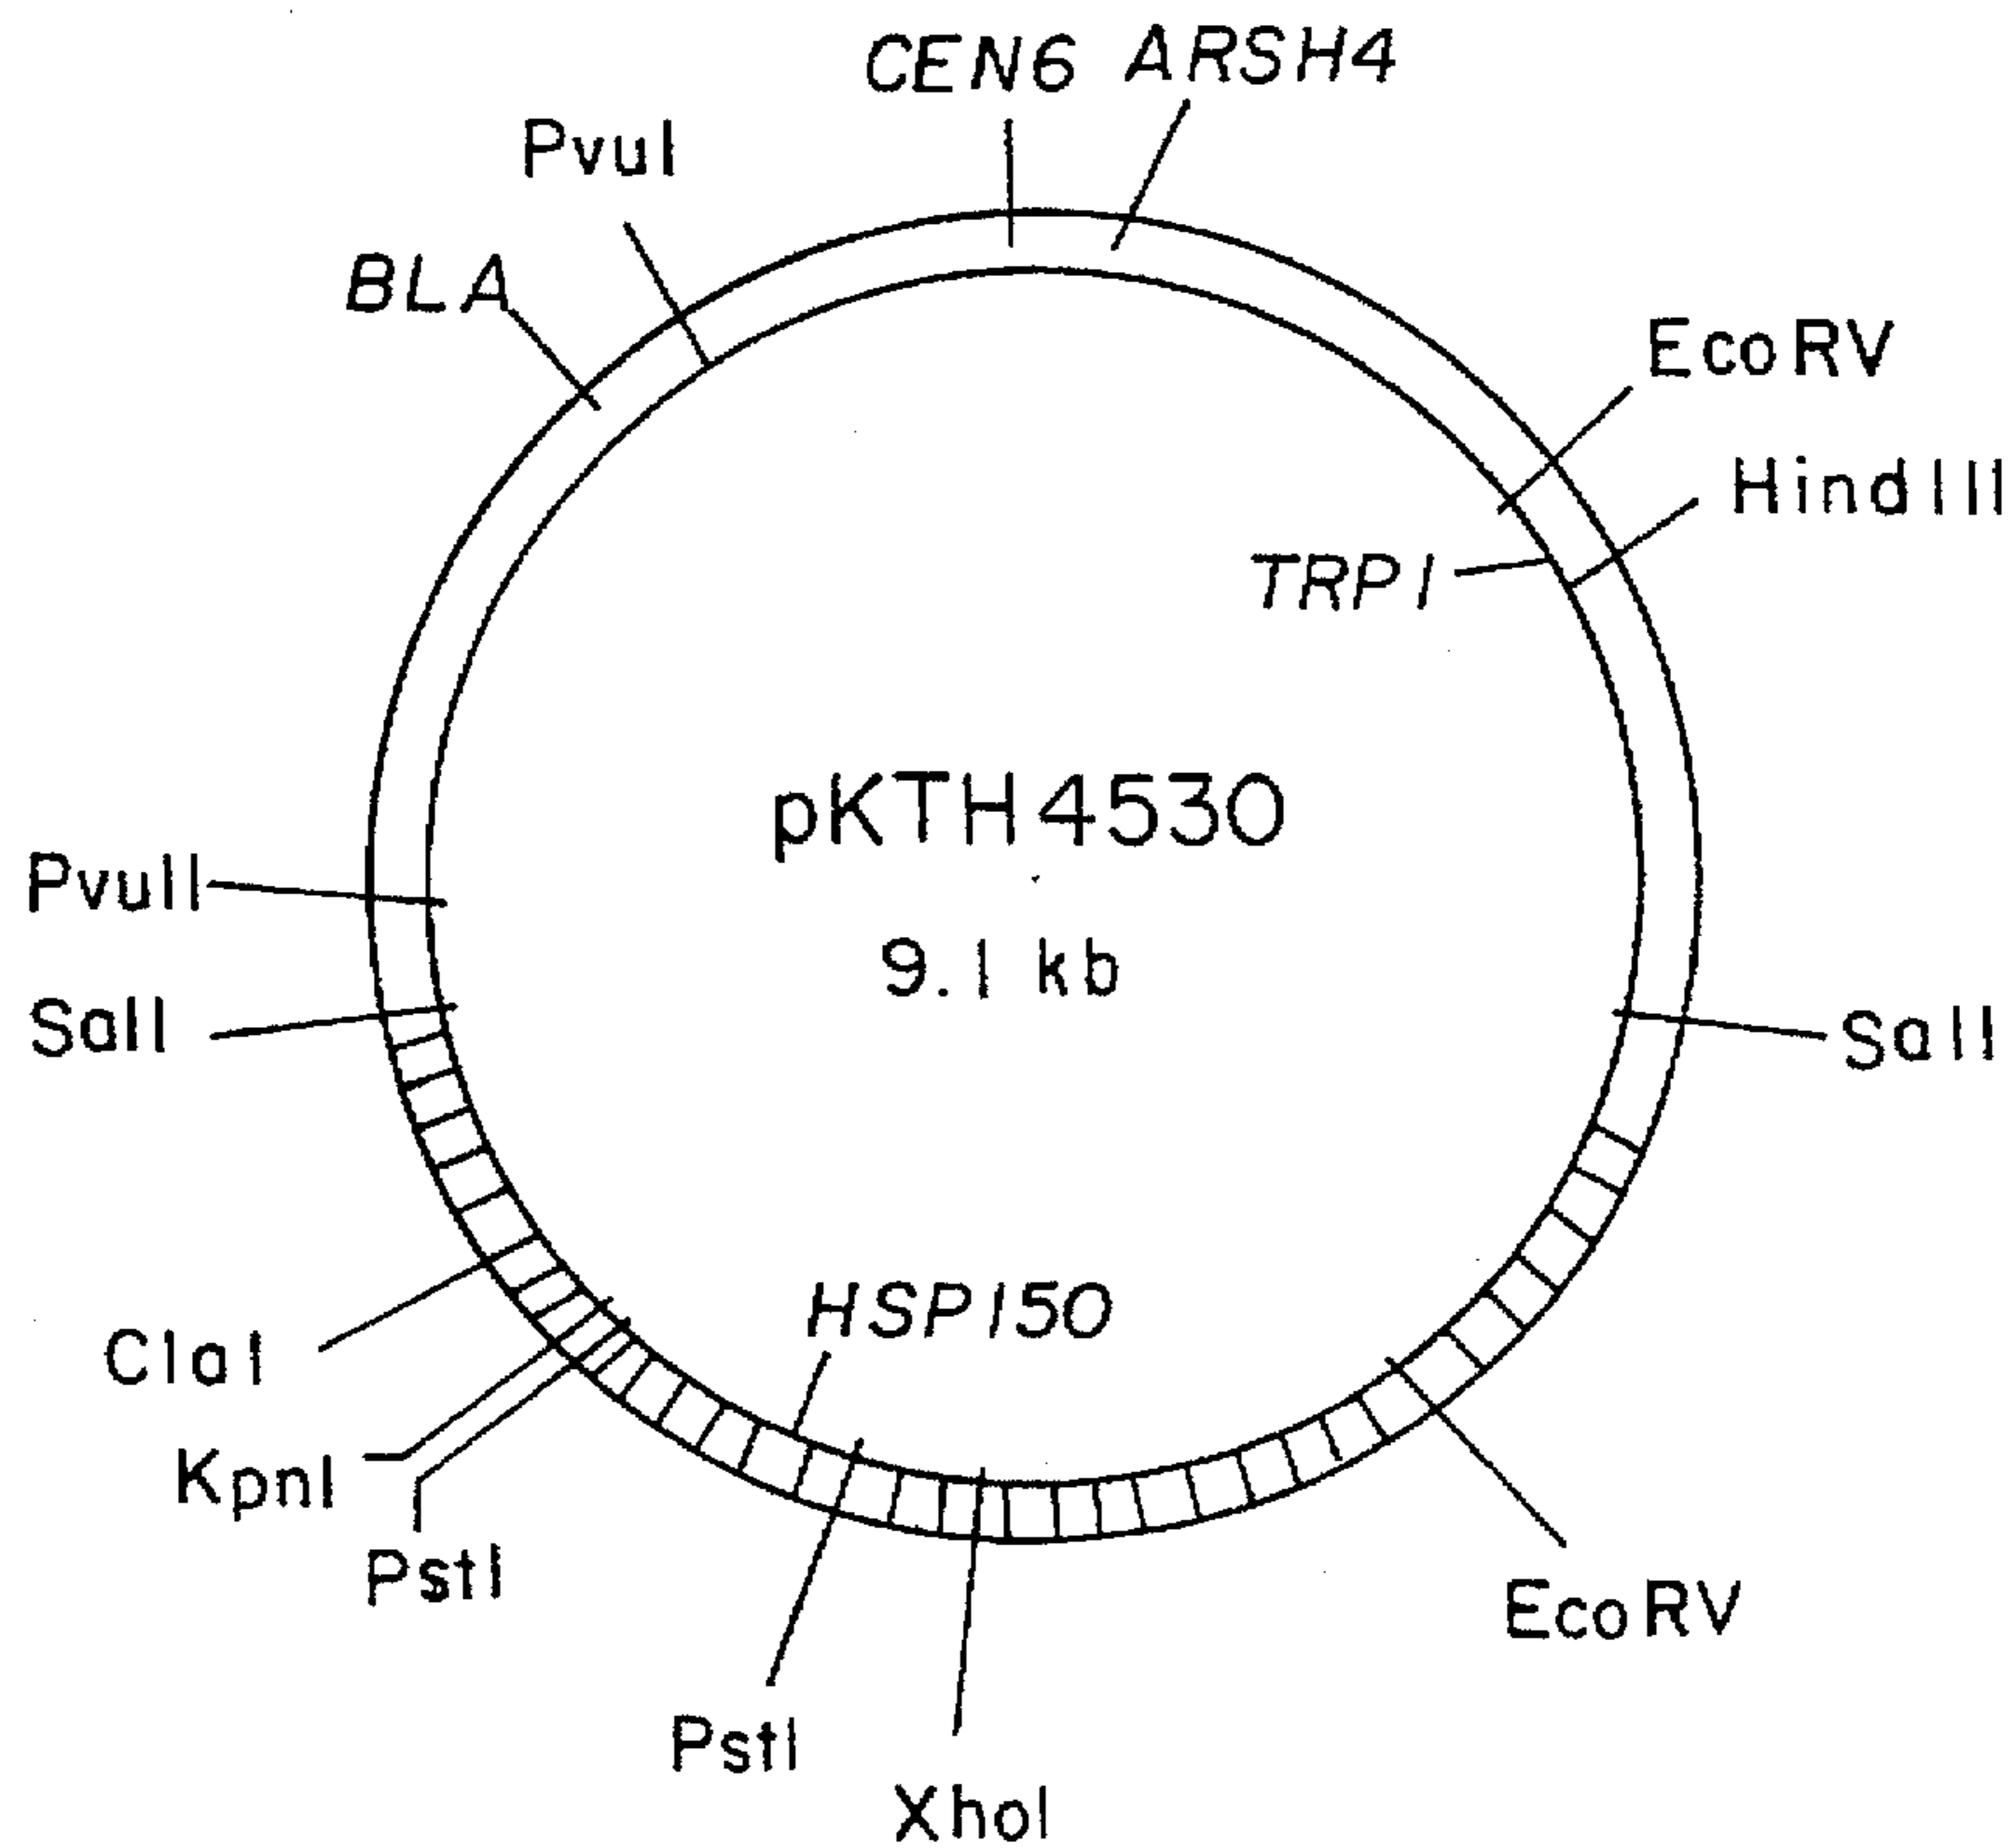 CEN6 ARSH4
PvuI
BLA
EcoRV
HindIII
TRP1
pKTH4530
9.1 kb
PvuII
SalI
SalI
HSP150
ClaI
KpnI
PstI
EcoRV
PstI
XhoI